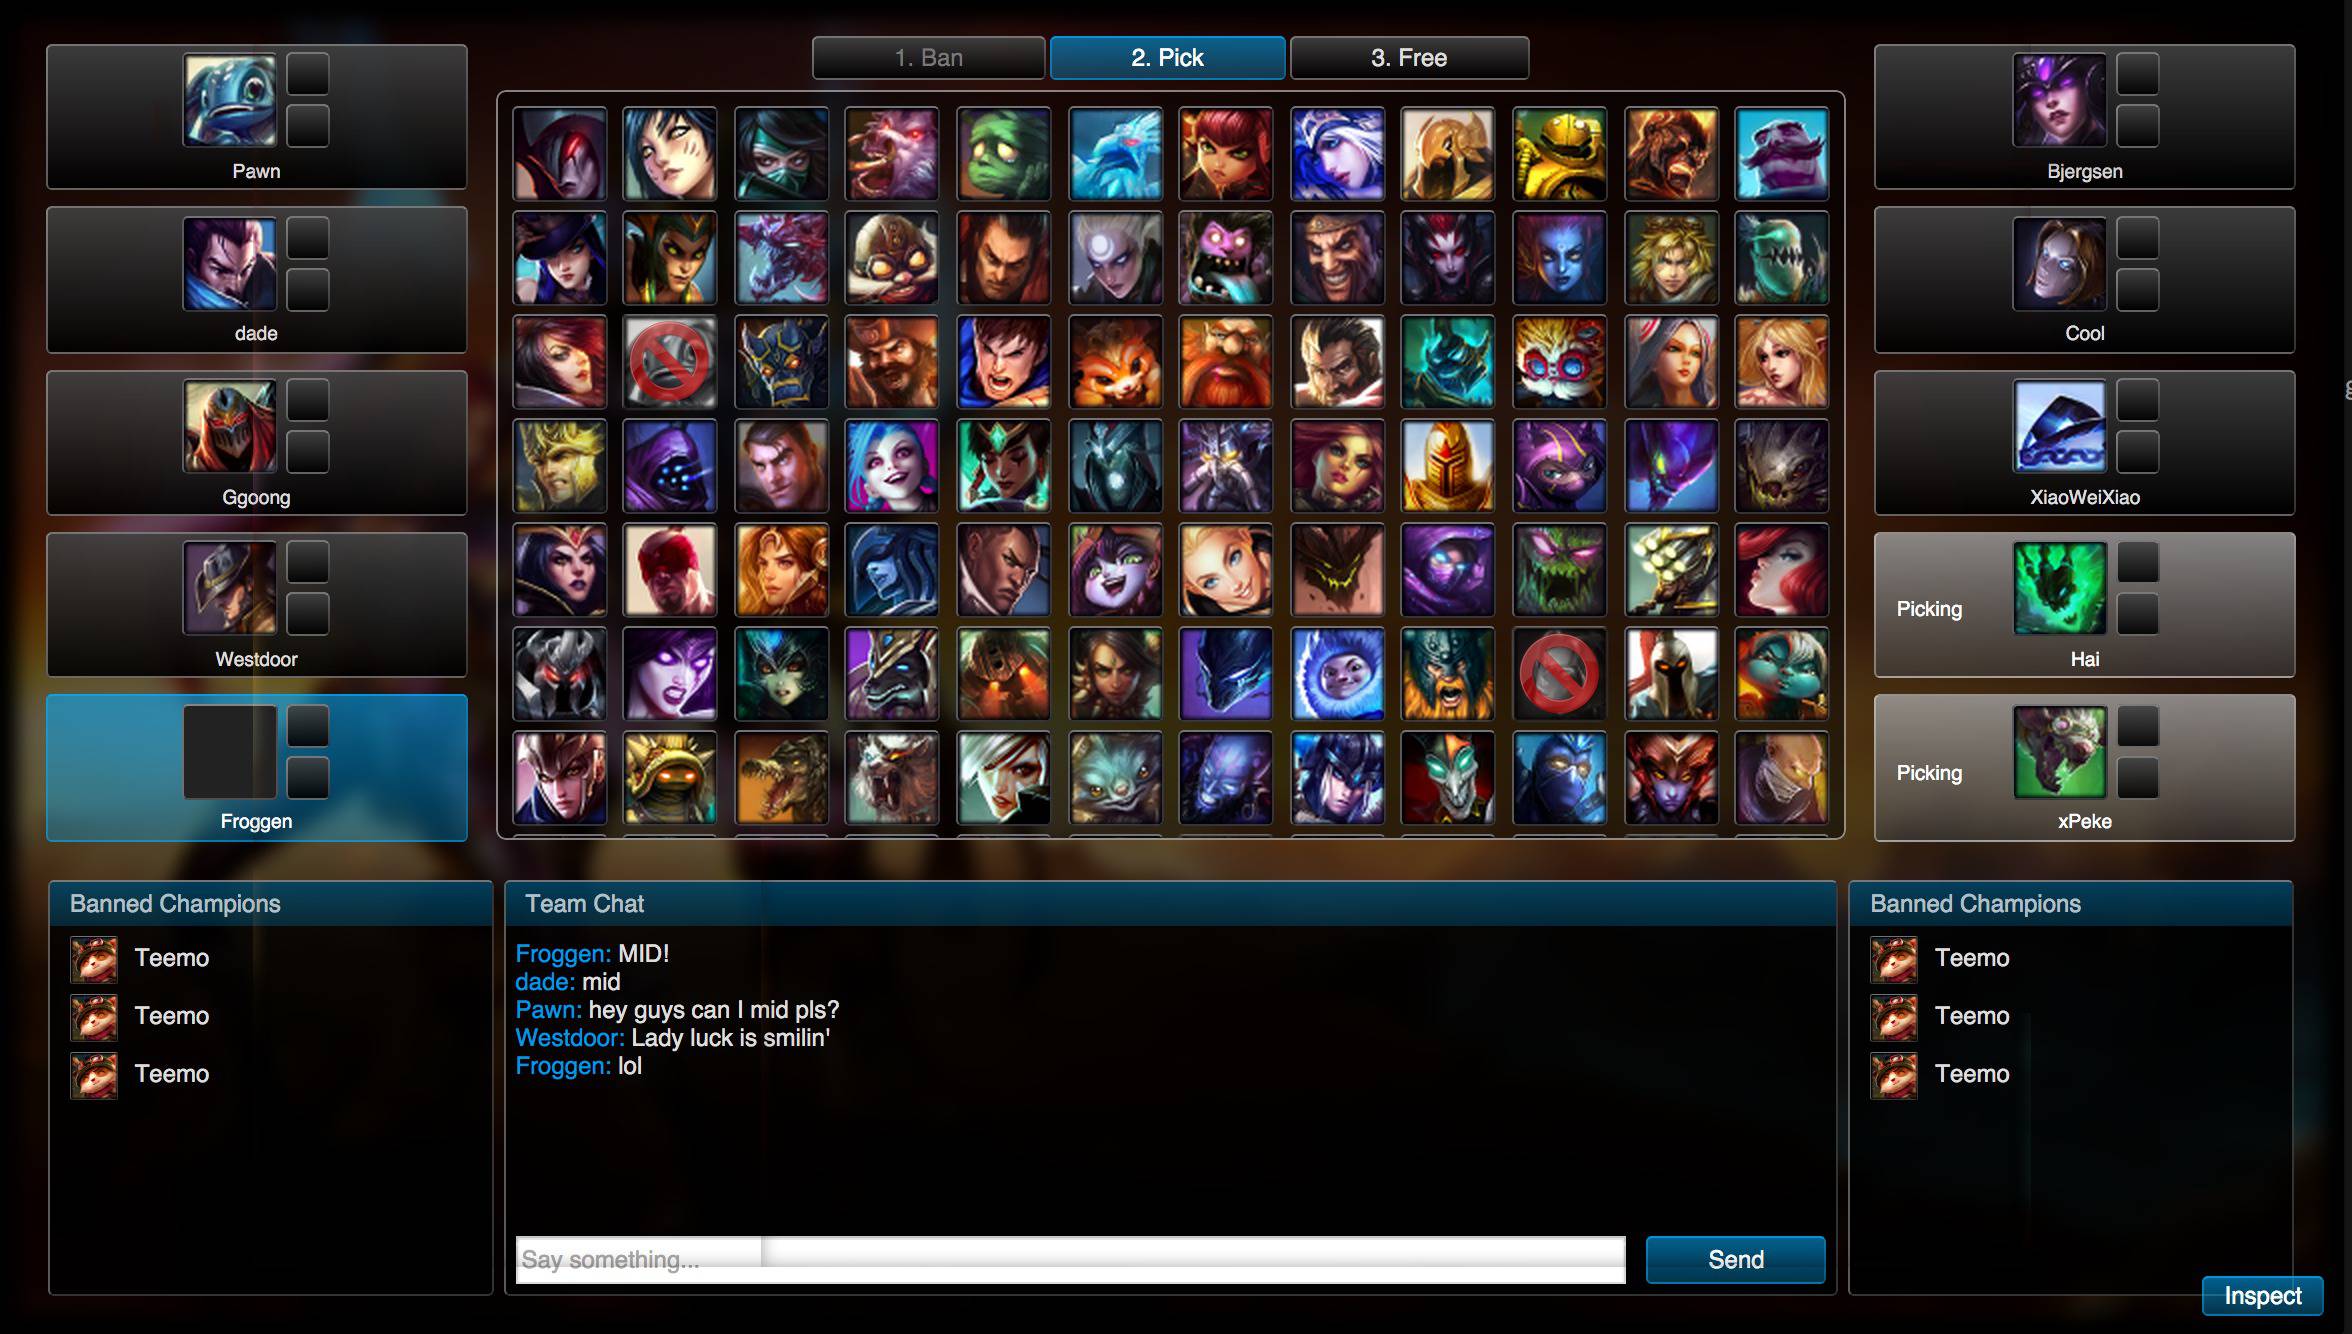 1. Ban
2. Pick
3. Free
Pawn
dade
Ggoong
Westdoor
Froggen
Bjergsen
Cool
XiaoWeiXiao
Picking
Hai
Picking
xPeke
Banned Champions
Teemo
Teemo
Teemo
Team Chat
Froggen: MID!
dade: mid
Pawn: hey guys can I mid pls?
Westdoor: Lady luck is smilin'
Froggen: lol
Say something...
Send
Banned Champions
Teemo
Teemo
Teemo
Inspect